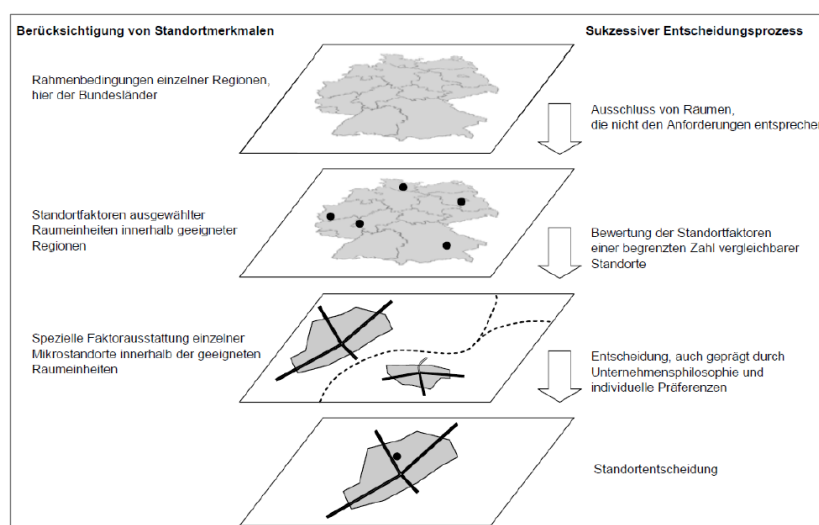 Berücksichtigung von Standortmerkmalen
Sukzessiver Entscheidungsprozess
Rahmenbedingungen einzelner Regionen,
hier der Bundesländer
Ausschluss von Räumen,
die nicht den Anforderungen entsprechen
Standortfaktoren ausgewählter
Raumeinheiten innerhalb geeigneter
Regionen
Bewertung der Standortfaktoren
einer begrenzten Zahl vergleichbarer
Standorte
Spezielle Faktorausstattung einzelner
Mikrostandorte innerhalb der geeigneten
Raumeinheiten
Entscheidung, auch geprägt durch
Unternehmensphilosophie und
individuelle Präferenzen
Standortentscheidung